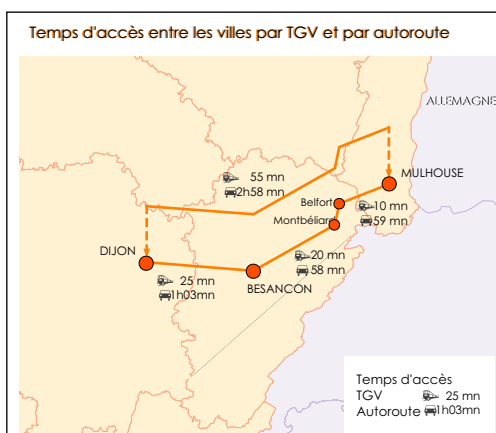 Temps d'accès entre les villes par TGV et par autoroute
ALLEMAGNE
55 mn
2h58 mn
MULHOUSE
Belfort
10 mn
Montbéliard
59 mn
DIJON
20 mn
58 mn
25 mn
1h03mn
BESANCON
Temps d'accès
TGV 25 mn
Autoroute 1h03mn